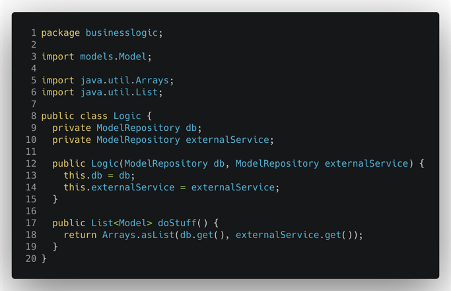 1 package businesslogic;
2
3 import models.Model;
4
5 import java.util.Arrays;
6 import java.util.List;
7
8 public class Logic {
9   private ModelRepository db;
10   private ModelRepository externalService;
11
12   public Logic(ModelRepository db, ModelRepository externalService) {
13     this.db = db;
14     this.externalService = externalService;
15   }
16
17   public List<Model> doStuff() {
18     return Arrays.asList(db.get(), externalService.get());
19   }
20 }